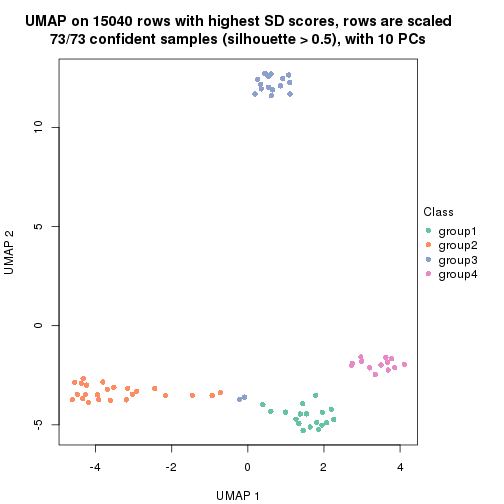 UMAP on 15040 rows with highest SD scores, rows are scaled
73/73 confident samples (silhouette > 0.5), with 10 PCs
10
5
0
-5
UMAP 2
-4
-2
0
2
4
UMAP 1
Class
group1
group2
group3
group4